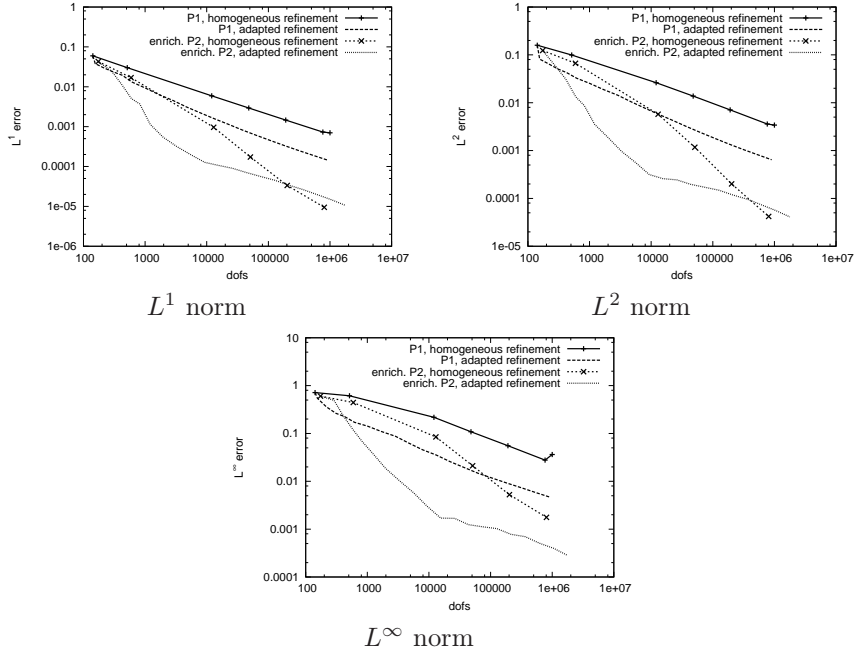 P1, homogeneous refinement
P1, adapted refinement
enrich. P2, homogeneous refinement
enrich. P2, adapted refinement
1
0.1
0.01
0.001
0.0001
1e-05
1e-06
L¹ error
100 1000 10000 100000 1e+06 1e+07
dofs
L¹ norm
P1, homogeneous refinement
P1, adapted refinement
enrich. P2, homogeneous refinement
enrich. P2, adapted refinement
1
0.1
0.01
0.001
0.0001
1e-05
L² error
100 1000 10000 100000 1e+06 1e+07
dofs
L² norm
P1, homogeneous refinement
P1, adapted refinement
enrich. P2, homogeneous refinement
enrich. P2, adapted refinement
10
1
0.1
0.01
0.001
0.0001
L∞ error
100 1000 10000 100000 1e+06 1e+07
dofs
L∞ norm